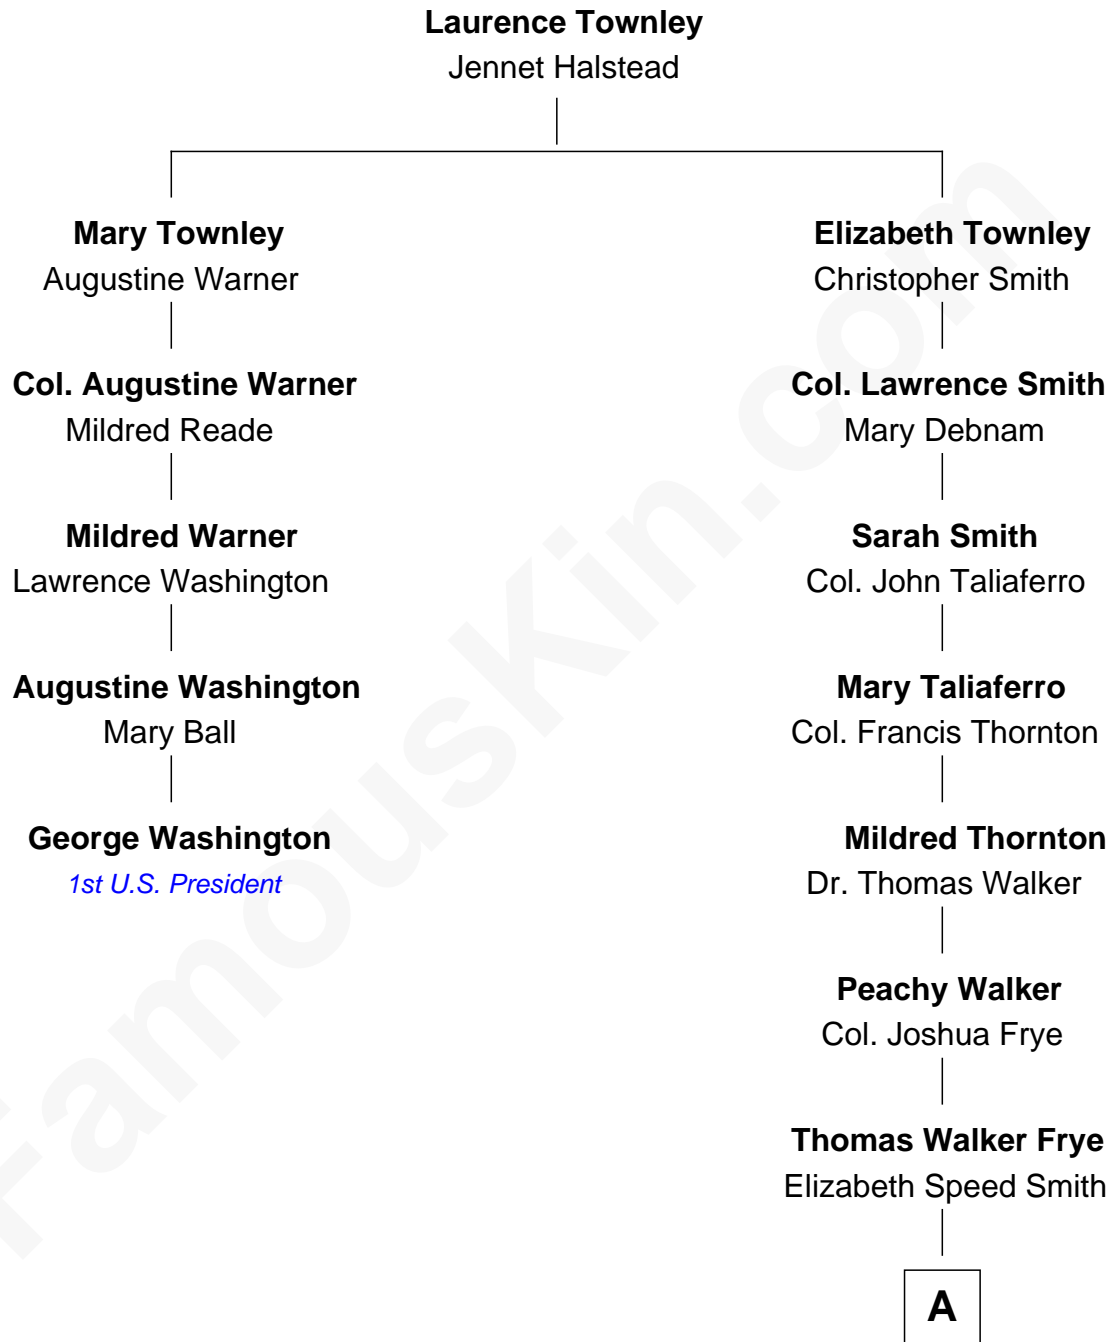 Laurence Townley
Jennet Halstead
Mary Townley
Augustine Warner
Elizabeth Townley
Christopher Smith
Col. Augustine Warner
Mildred Reade
Col. Lawrence Smith
Mary Debnam
Mildred Warner
Lawrence Washington
Sarah Smith
Col. John Taliaferro
Augustine Washington
Mary Ball
Mary Taliaferro
Col. Francis Thornton
George Washington
1st U.S. President
Mildred Thornton
Dr. Thomas Walker
Peachy Walker
Col. Joshua Frye
Thomas Walker Frye
Elizabeth Speed Smith
A
FamousKin.com